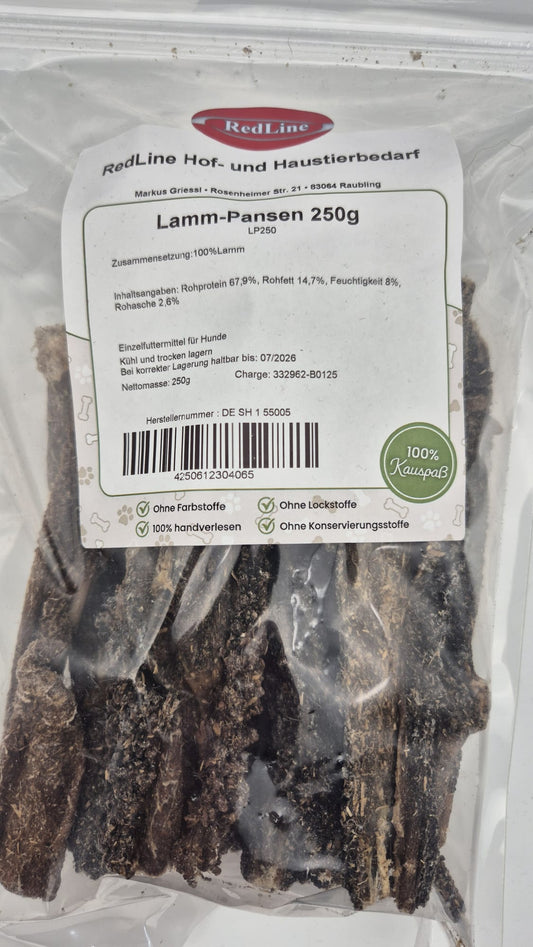 RedLine
RedLine Hof- und Haustierbedarf
Markus Griessl • Rosenheimer Str. 21 • 83064 Raubling
Lamm-Pansen 250g
LP250
Zusammensetzung:100%Lamm
Inhaltsangaben: Rohprotein 67,9%, Rohfett 14,7%, Feuchtigkeit 8%,
Rohasche 2,6%
Einzelfuttermittel für Hunde
Kühl und trocken lagern
Bei korrekter Lagerung haltbar bis: 07/2026
Nettomasse: 250g Charge: 332962-B0125
Herstellernummer : DE SH 1 55005
4250612304065
100%
Kauspaß
Ohne Farbstoffe
Ohne Lockstoffe
100% handverlesen
Ohne Konservierungsstoffe